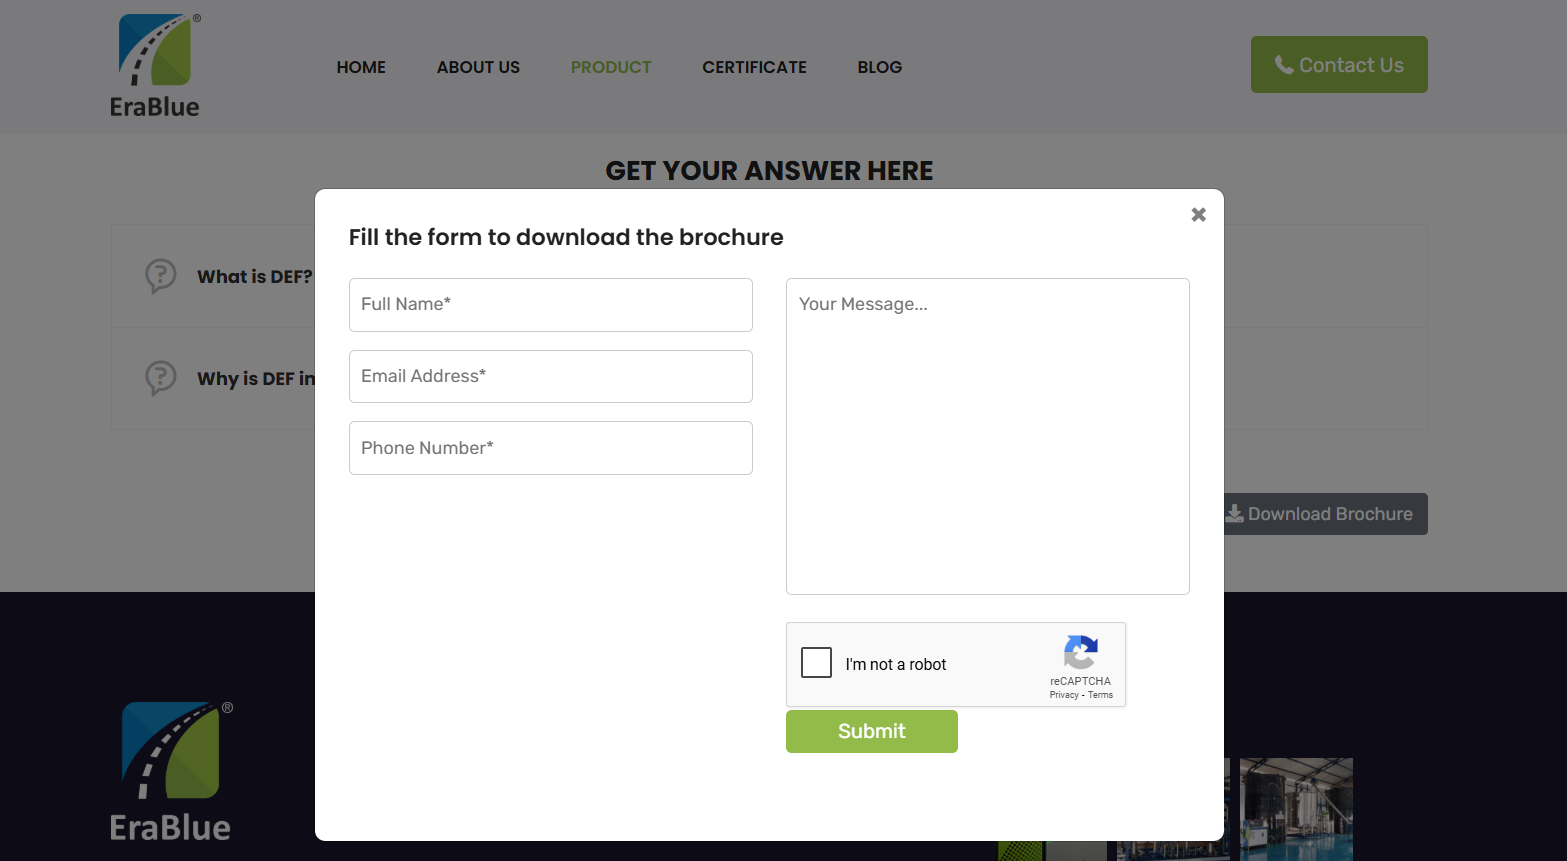 EraBlue
®
HOME
ABOUT US
PRODUCT
CERTIFICATE
BLOG
Contact Us
GET YOUR ANSWER HERE
What is DEF?
Why is DEF im
Fill the form to download the brochure
Full Name*
Email Address*
Phone Number*
Your Message...
I'm not a robot
reCAPTCHA
Privacy - Terms
Submit
Download Brochure
®
EraBlue